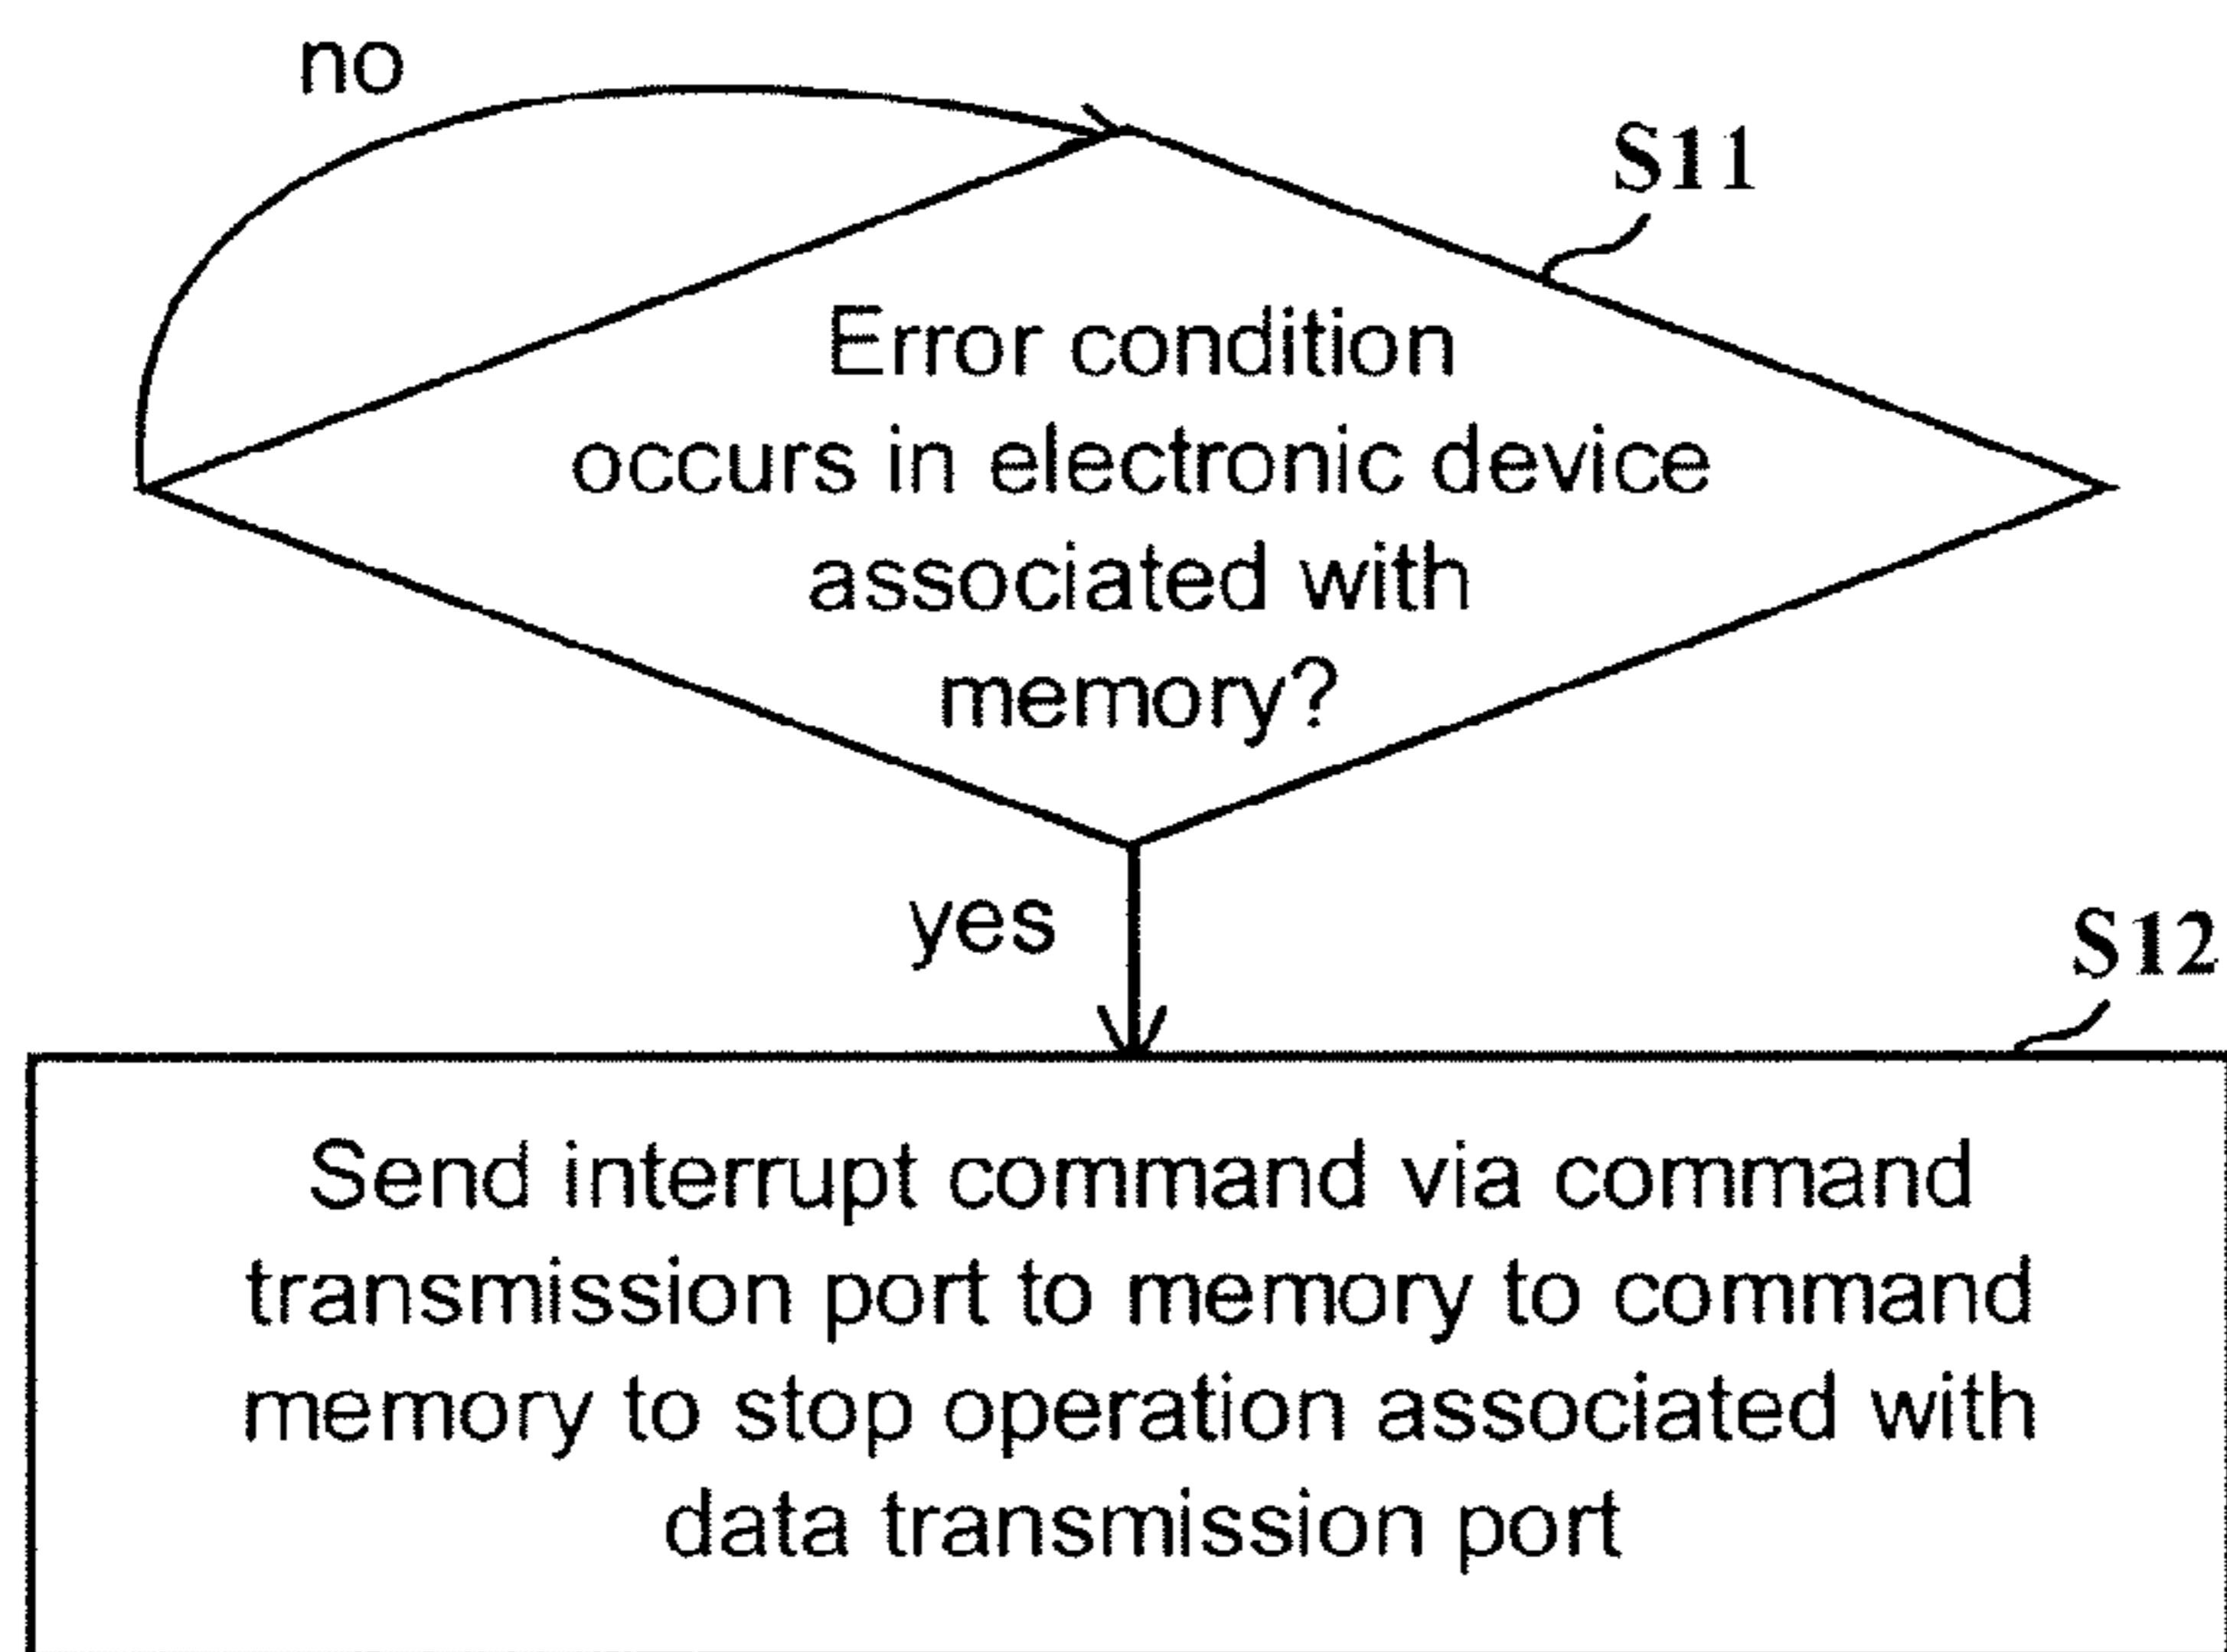 no
S11
Error condition
occurs in electronic device
associated with
memory?
yes
S12
Send interrupt command via command
transmission port to memory to command
memory to stop operation associated with
data transmission port